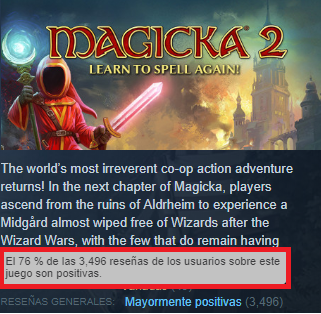 MAGICKA 2
LEARN TO SPELL AGAIN!
The world's most irreverent co-op action adventure
returns! In the next chapter of Magicka, players
ascend from the ruins of Aldrheim to experience a
Midgård almost wiped free of Wizards after the
Wizard Wars, with the few that do remain having
El 76 % de las 3,496 reseñas de los usuarios sobre este
juego son positivas.
RESEÑAS GENERALES: Mayormente positivas (3,496)